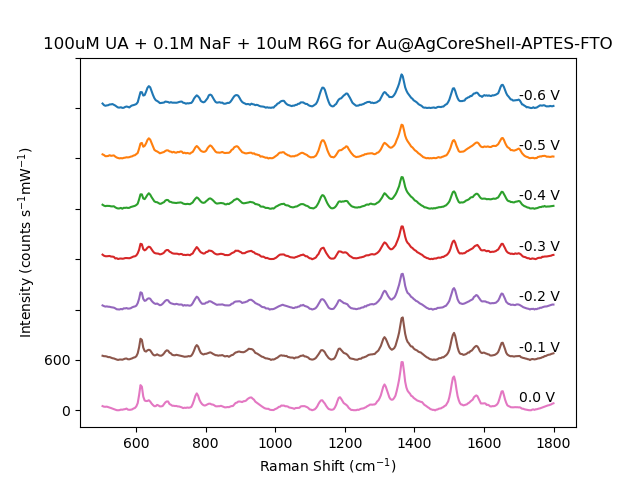 100uM UA + 0.1M NaF + 10uM R6G for Au@AgCoreShell-APTES-FTO
-0.6 V
-0.5 V
-0.4 V
-0.3 V
-0.2 V
-0.1 V
0.0 V
Intensity (counts s⁻¹mW⁻¹)
600
0
600 800 1000 1200 1400 1600 1800
Raman Shift (cm⁻¹)